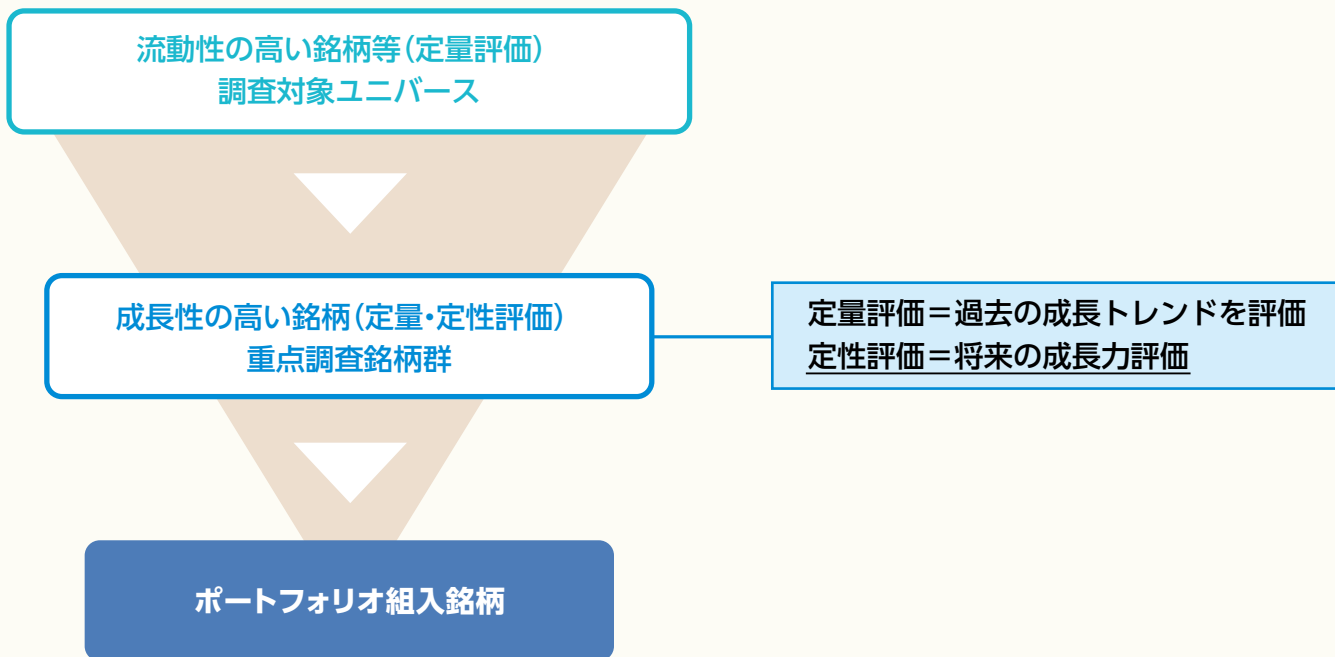 流動性の高い銘柄等(定量評価)
調査対象ユニバース
成長性の高い銘柄(定量・定性評価)
重点調査銘柄群
定量評価=過去の成長トレンドを評価
定性評価=将来の成長力評価
ポートフォリオ組入銘柄